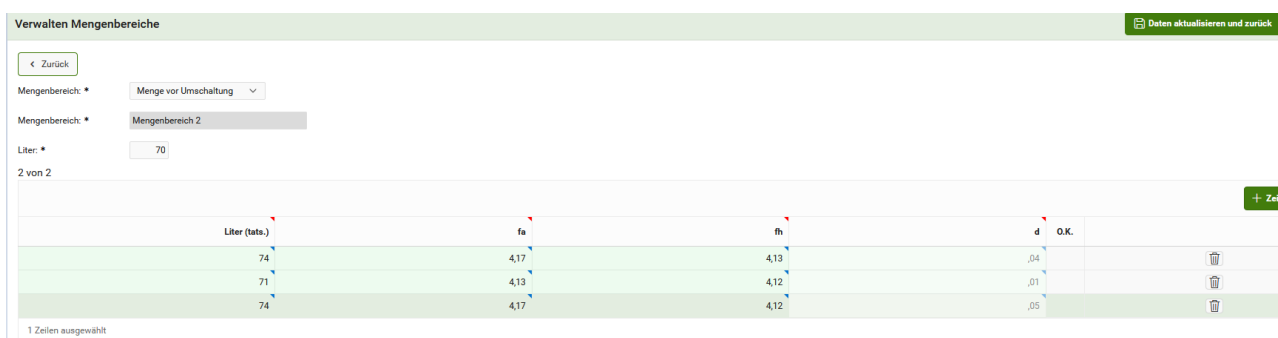 Verwalten Mengenbereiche
Daten aktualisieren und zurück
Zurück
Mengenbereich: * Menge vor Umschaltung
Mengenbereich: * Mengenbereich 2
Liter: * 70
2 von 2
+ Zei
Liter (tats.) fa fh d O.K.
74 4,17 4,13 ,04
71 4,13 4,12 ,01
74 4,17 4,12 ,05
1 Zeilen ausgewählt